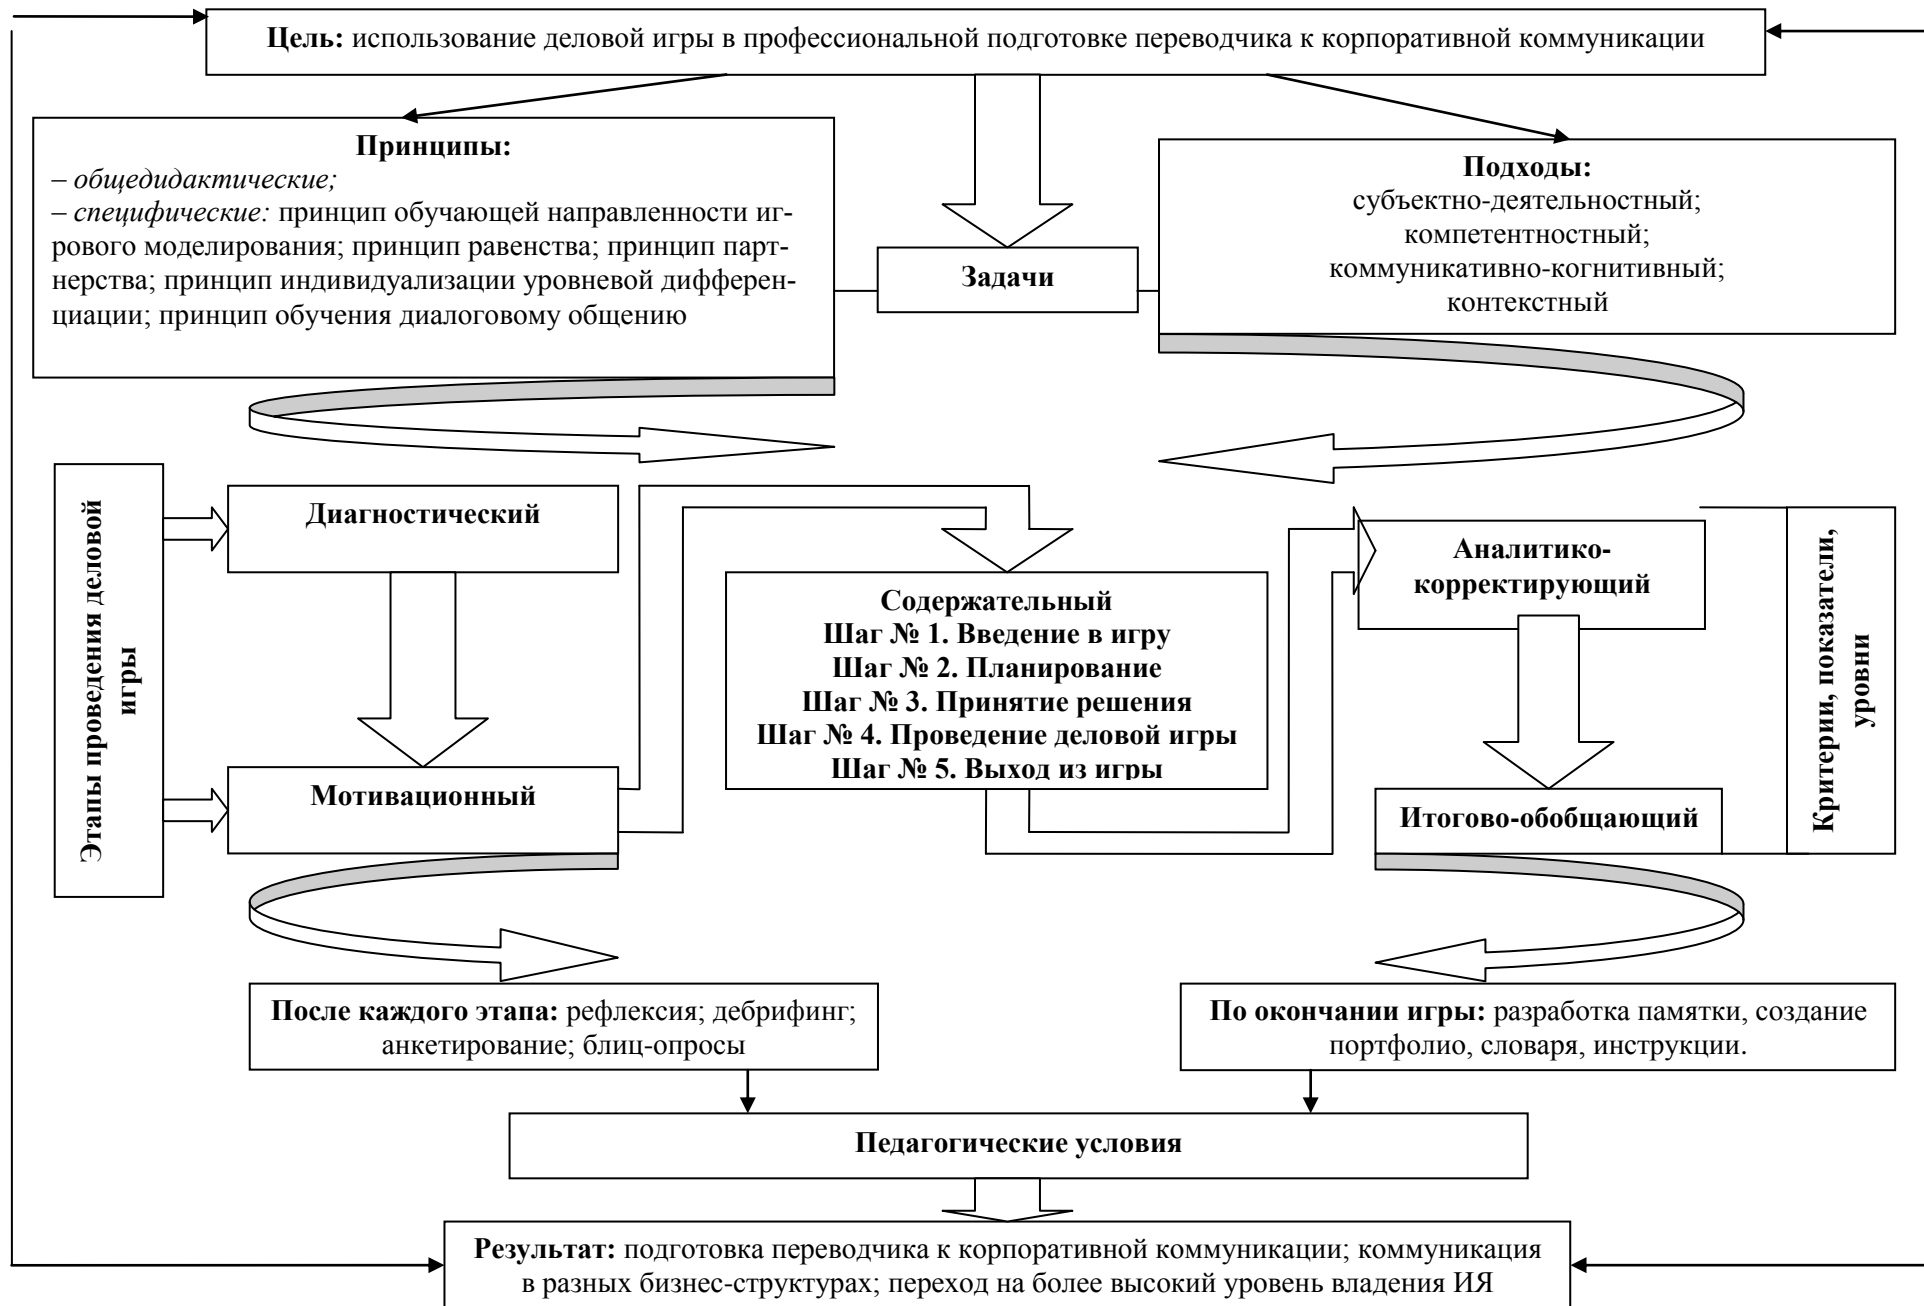 Цель: использование деловой игры в профессиональной подготовке переводчика к корпоративной коммуникации
Принципы:
– общедидактические;
– специфические: принцип обучающей направленности иг-
рового моделирования; принцип равенства; принцип парт-
нерства; принцип индивидуализации уровневой дифферен-
циации; принцип обучения диалоговому общению
Задачи
Подходы:
субъектно-деятельностный;
компетентностный;
коммуникативно-когнитивный;
контекстный
Этапы проведения деловой
игры
Диагностический
Мотивационный
Содержательный
Шаг № 1. Введение в игру
Шаг № 2. Планирование
Шаг № 3. Принятие решения
Шаг № 4. Проведение деловой игры
Шаг № 5. Выход из игры
Аналитико-
корректирующий
Итогово-обобщающий
Критерии, показатели,
уровни
После каждого этапа: рефлексия; дебрифинг;
анкетирование; блиц-опросы
По окончании игры: разработка памятки, создание
портфолио, словаря, инструкции.
Педагогические условия
Результат: подготовка переводчика к корпоративной коммуникации; коммуникация
в разных бизнес-структурах; переход на более высокий уровень владения ИЯ